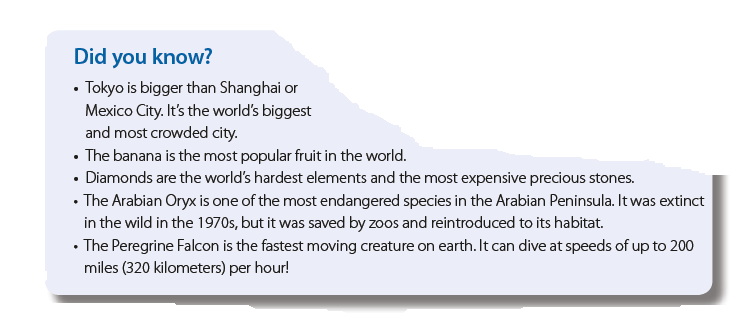 Did you know?
• Tokyo is bigger than Shanghai or
Mexico City. It's the world's biggest
and most crowded city.
• The banana is the most popular fruit in the world.
• Diamonds are the world's hardest elements and the most expensive precious stones.
• The Arabian Oryx is one of the most endangered species in the Arabian Peninsula. It was extinct
in the wild in the 1970s, but it was saved by zoos and reintroduced to its habitat.
• The Peregrine Falcon is the fastest moving creature on earth. It can dive at speeds of up to 200
miles (320 kilometers) per hour!